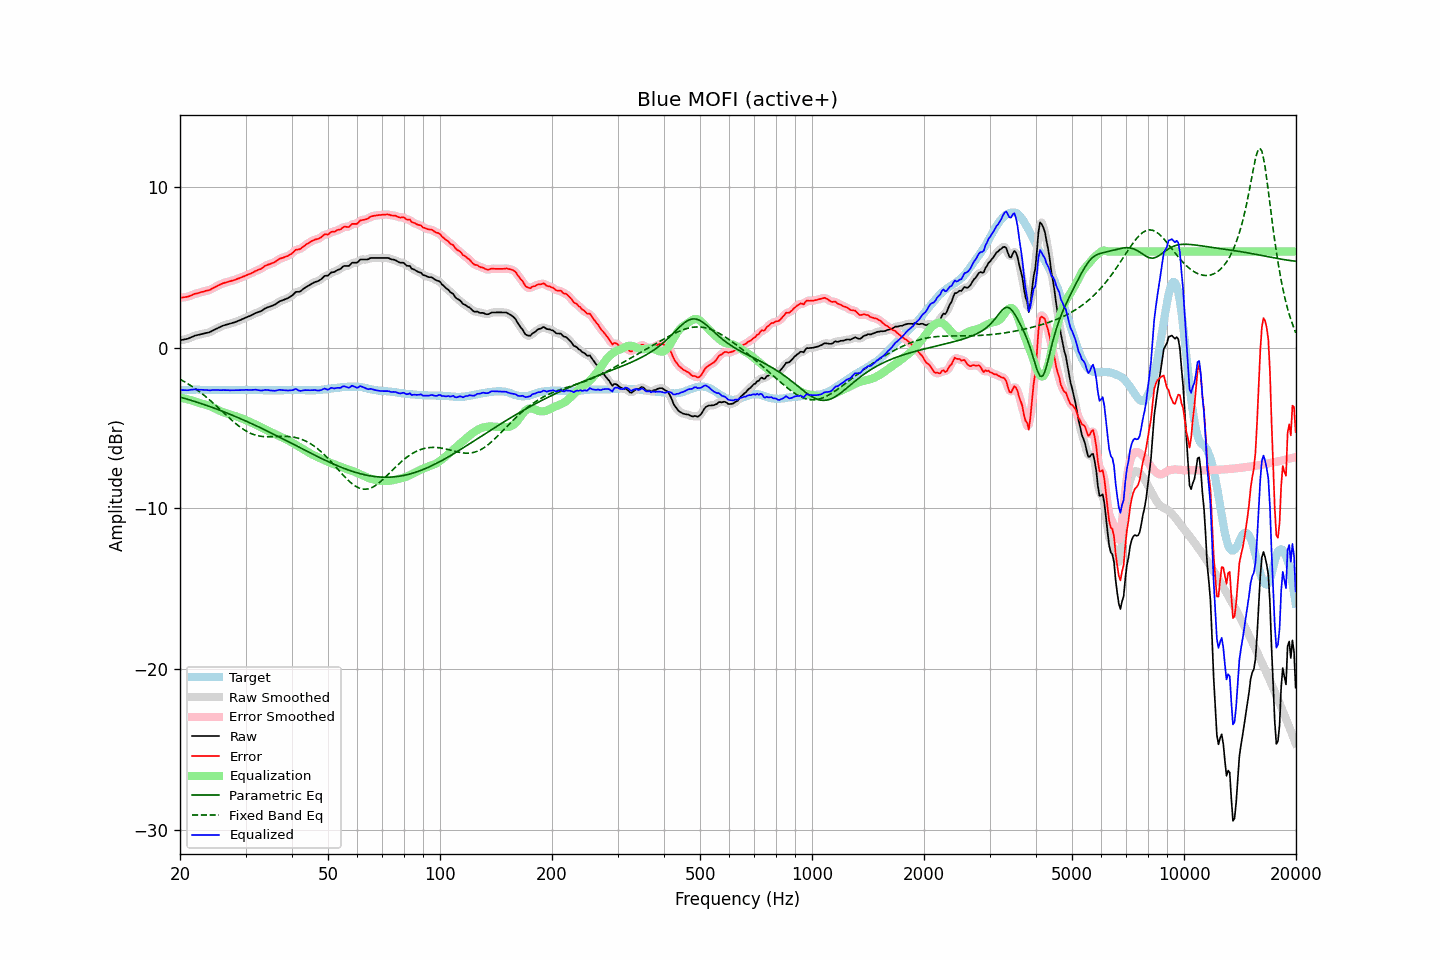 Blue MOFI (active+)
Amplitude (dBr)
10
0
−10
−20
−30
Target
Raw Smoothed
Error Smoothed
Raw
Error
Equalization
Parametric Eq
Fixed Band Eq
Equalized
20 50 100 200 500 1000 2000 5000 10000 20000
Frequency (Hz)